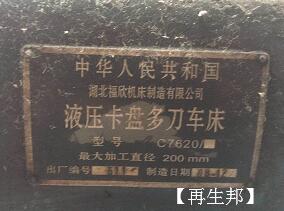 中华人民共和国
湖北福欣机床制造有限公司
液压卡盘多刀车床
型号 C7620/
最大加工直径 200mm
出厂编号 制造日期
【再生邦】